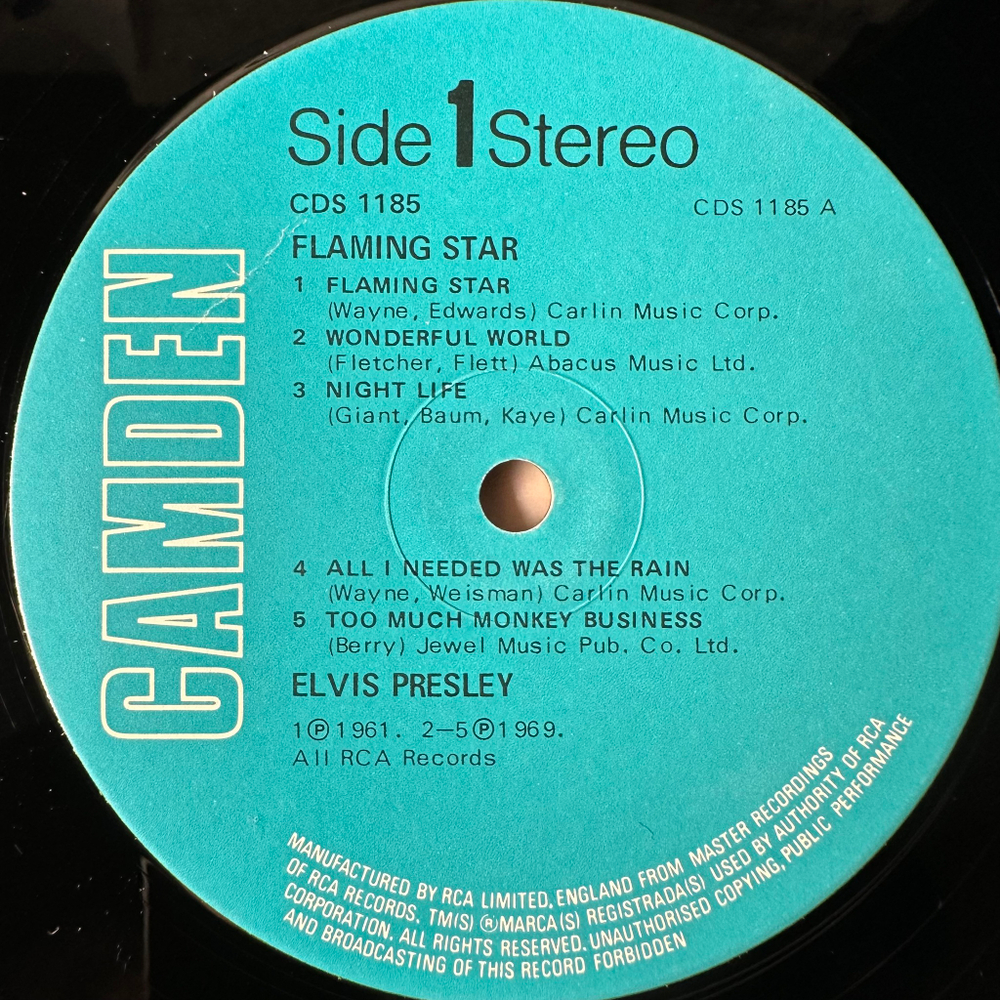 Side 1 Stereo
CDS 1185 CDS 1185 A
FLAMING STAR
1 FLAMING STAR
(Wayne, Edwards) Carlin Music Corp.
2 WONDERFUL WORLD
(Fletcher, Flett) Abacus Music Ltd.
3 NIGHT LIFE
(Giant, Baum, Kaye) Carlin Music Corp.
4 ALL I NEEDED WAS THE RAIN
(Wayne, Weisman) Carlin Music Corp.
5 TOO MUCH MONKEY BUSINESS
(Berry) Jewel Music Pub. Co. Ltd.
ELVIS PRESLEY
1℗1961. 2–5℗1969.
All RCA Records
CAMDEN
MANUFACTURED BY RCA LIMITED, ENGLAND FROM MASTER RECORDINGS
OF RCA RECORDS. TM(S) ® MARCA(S) REGISTRADA(S) USED BY AUTHORITY OF RCA
CORPORATION. ALL RIGHTS RESERVED. UNAUTHORISED COPYING, PUBLIC PERFORMANCE
AND BROADCASTING OF THIS RECORD FORBIDDEN